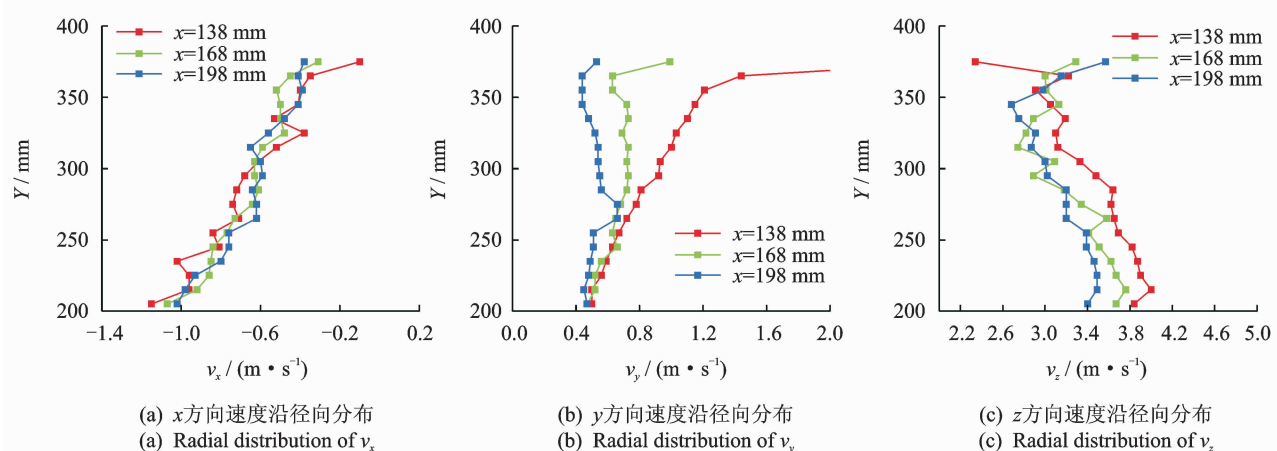 400
350
300
250
200
Y / mm
x=138 mm
x=168 mm
x=198 mm
−1.4
−1.0
−0.6
−0.2
0.2
vₓ / (m • s⁻¹)
(a) x方向速度沿径向分布
(a) Radial distribution of vₓ
400
350
300
250
200
Y / mm
x=138 mm
x=168 mm
x=198 mm
0.0
0.4
0.8
1.2
1.6
2.0
v_y / (m • s⁻¹)
(b) y方向速度沿径向分布
(b) Radial distribution of v_y
400
350
300
250
200
Y / mm
x=138 mm
x=168 mm
x=198 mm
2.2
2.6
3.0
3.8
4.2
4.6
5.0
v_z / (m • s⁻¹)
(c) z方向速度沿径向分布
(c) Radial distribution of v_z